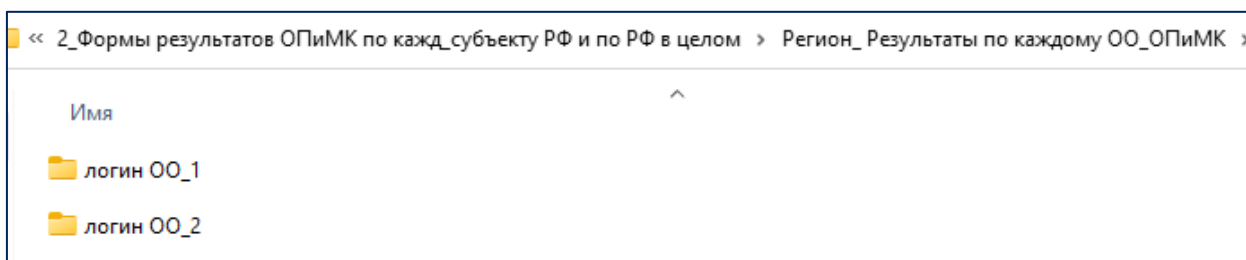 « 2_Формы результатов ОПиМК по кажд_субъекту РФ и по РФ в целом › Регион_ Результаты по каждому ОО_ОПиМК ›
Имя
логин ОО_1
логин ОО_2